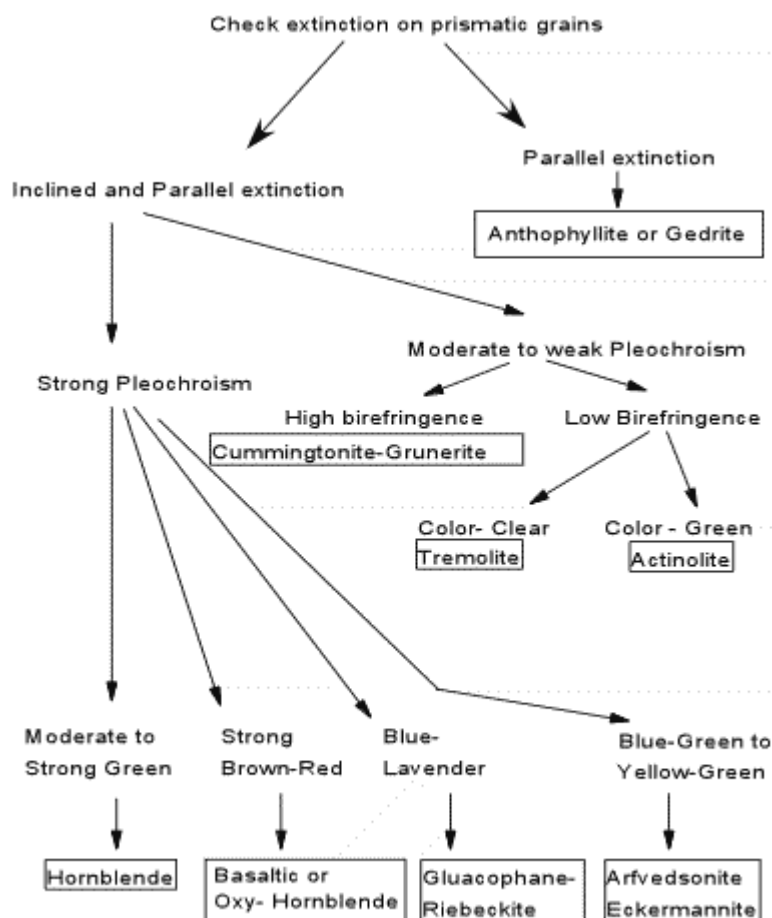 Check extinction on prismatic grains
Parallel extinction
Inclined and Parallel extinction
Anthophyllite or Gedrite
Moderate to weak Pleochroism
Strong Pleochroism
High birefringence
Low Birefringence
Cummingtonite-Grunerite
Color- Clear
Tremolite
Color - Green
Actinolite
Moderate to
Strong Green
Strong
Brown-Red
Blue-
Lavender
Blue-Green to
Yellow-Green
Hornblende
Basaltic or
Oxy- Hornblende
Gluacophane-
Riebeckite
Arfvedsonite
Eckermannite